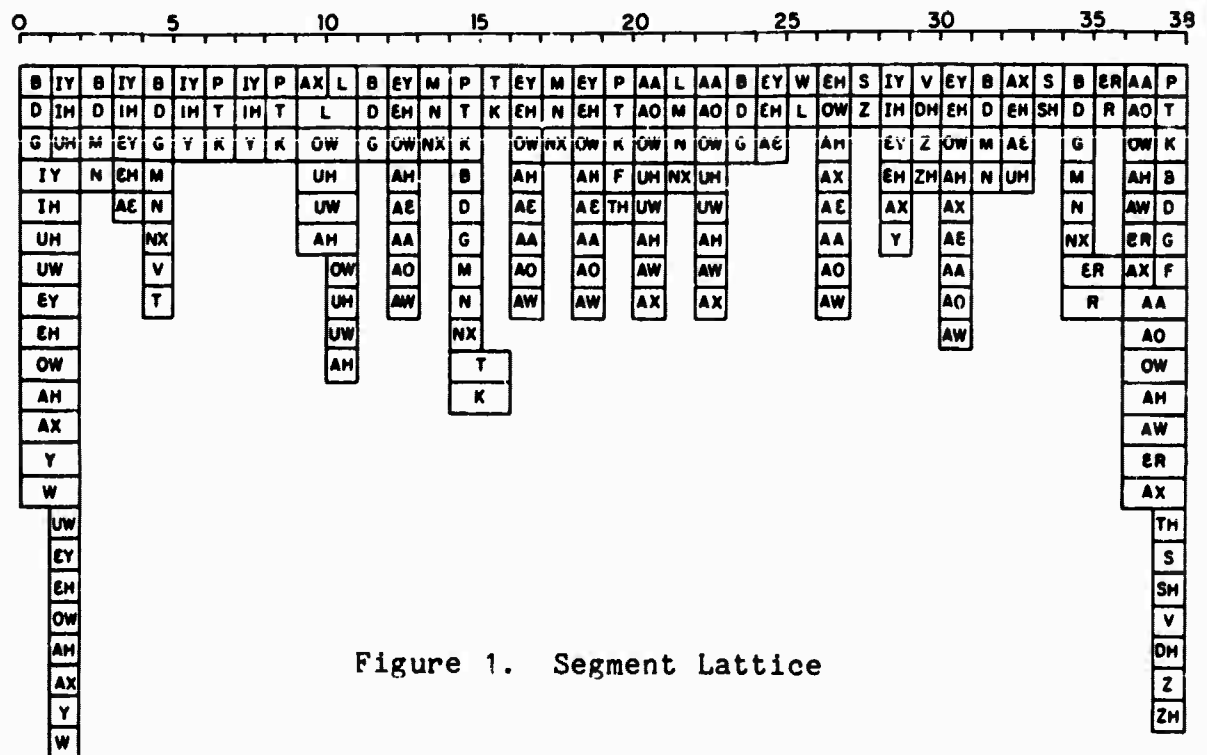 0 5 10 15 20 25 30 35 38
B IY B IY B IY P IY P AX L B EY M P T EY M EY P AA L AA B EY W EH S IY V EY B AX S B ER AA P
D IH D IH D IH T IH T L D EH N T K EH N EH T AO M AO D EH L OW Z IH DH EH D EH SH D R AO T
G UH M EY G Y K Y K OW G OW NX K OW NX OW K OW N OW G AE AH EY Z OW M AE G OW K
IY N EH M UH AH B AH AH F UH NX UH AX EH ZH AH N UH M AH B
IH AE N UW AE D AE AE TH UW UW AE AX AX N AW D
UH NX AH AA G AA AA AH AH AA Y AE NX ER G
UW V OW AO M AO AO AW AW AO AA ER AX F
EY T UH AW N AW AW AX AX AW AO R AA
EH UW NX AW AO
OW AH T OW
AH K AH
AX AW
Y ER
W AX
UW TH
EY S
EH SH
OW V
AH DH
AX Z
Y ZH
W
Figure 1. Segment Lattice